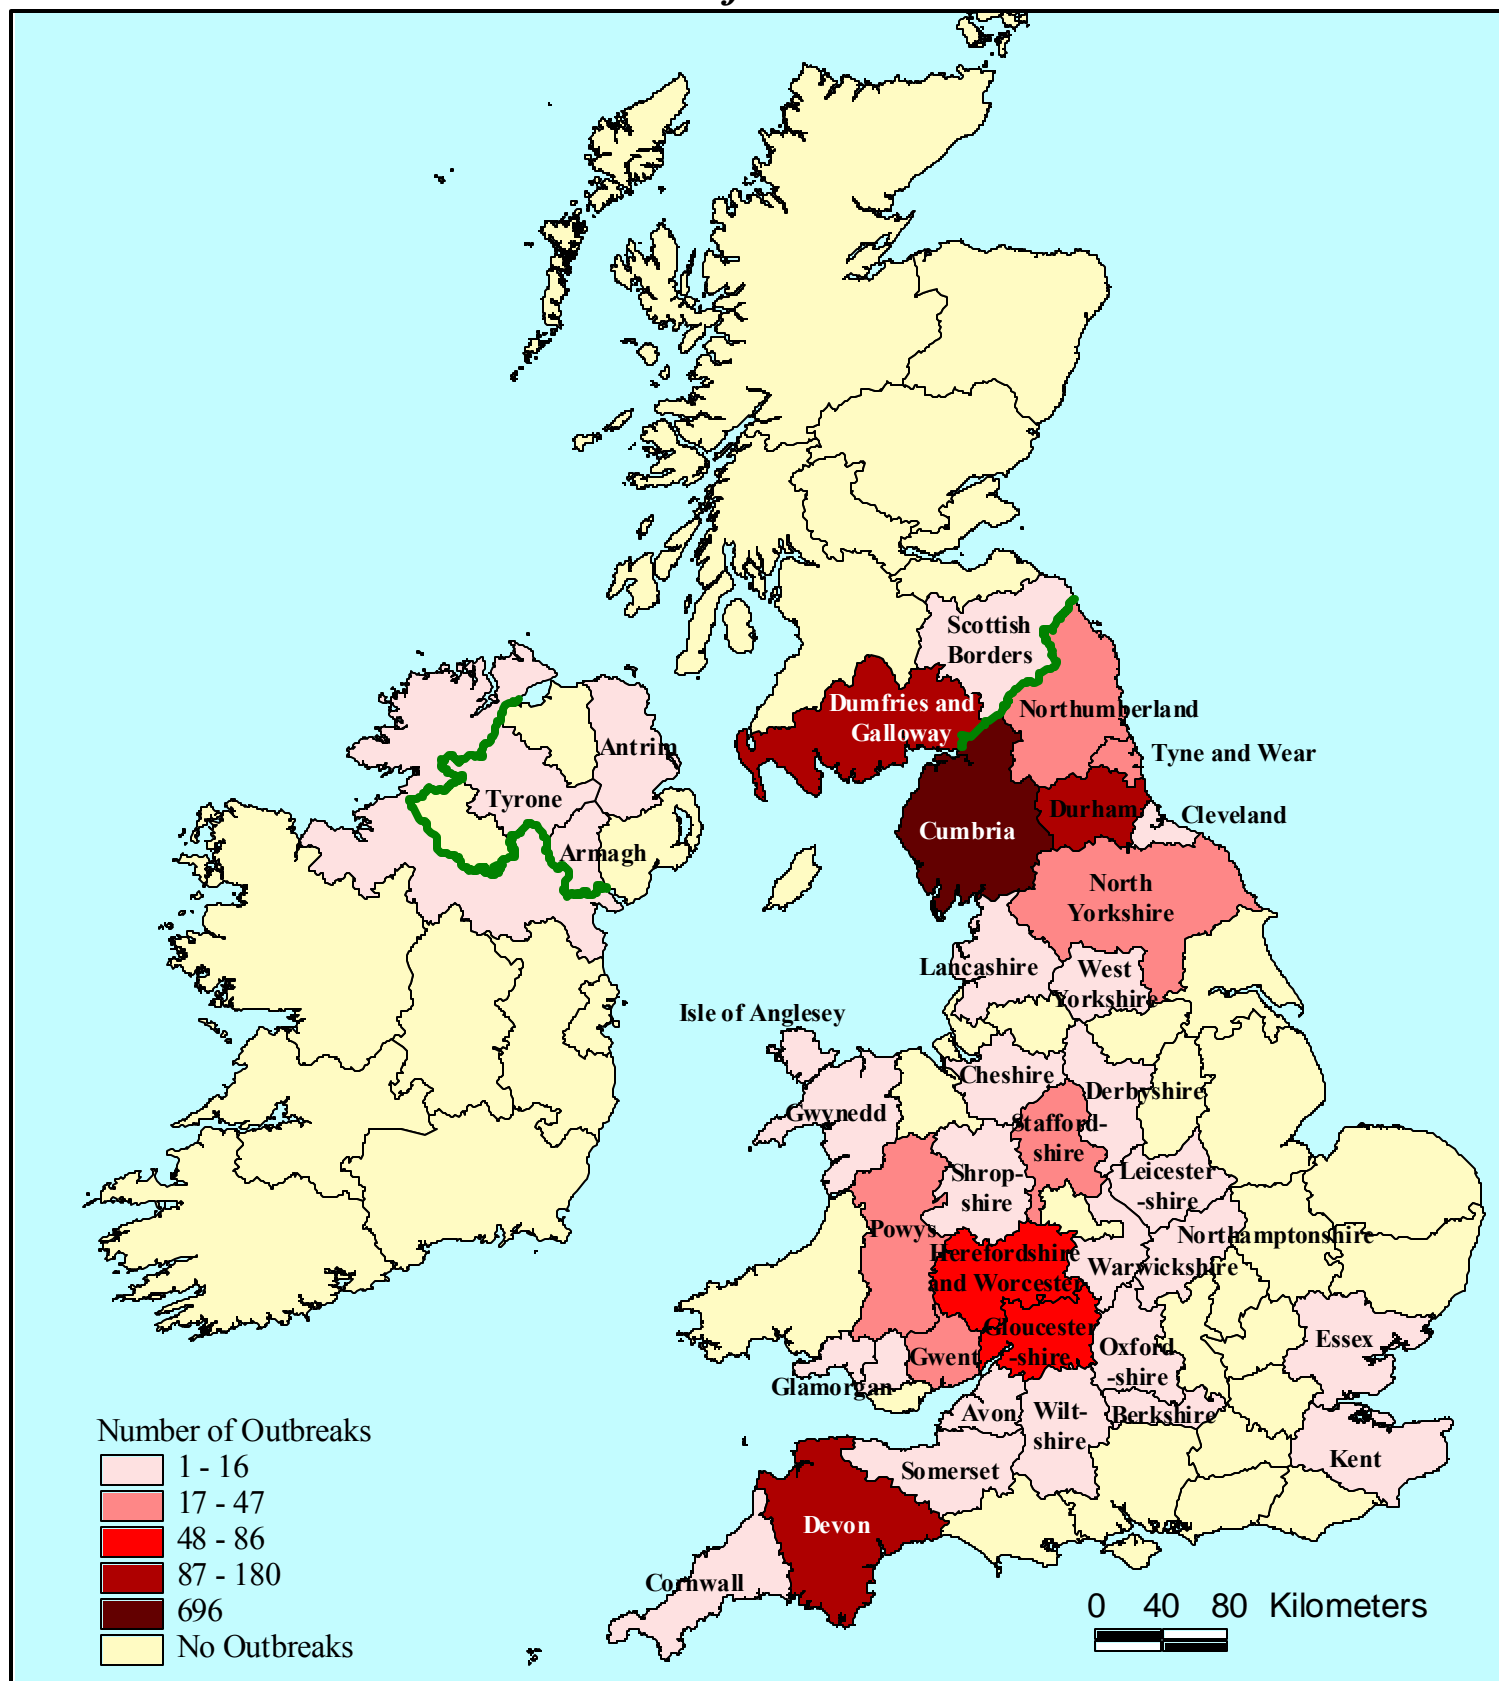 Scottish
Borders
Dumfries and
Galloway
Northumberland
Antrim
Tyne and Wear
Tyrone
Durham
Cleveland
Cumbria
Armagh
North
Yorkshire
Lancashire
West
Yorkshire
Isle of Anglesey
Cheshire
Derbyshire
Gwynedd
Stafford-
shire
Shrop-
shire
Leicester
-shire
Powys
Northamptonshire
Herefordshire
and Worcester
Warwickshire
Gloucester
-shire
Essex
Gwent
Oxford
-shire
Glamorgan
Avon
Wilt-
shire
Berkshire
Kent
Somerset
Devon
Cornwall
Number of Outbreaks
1 - 16
17 - 47
48 - 86
87 - 180
696
No Outbreaks
0 40 80 Kilometers